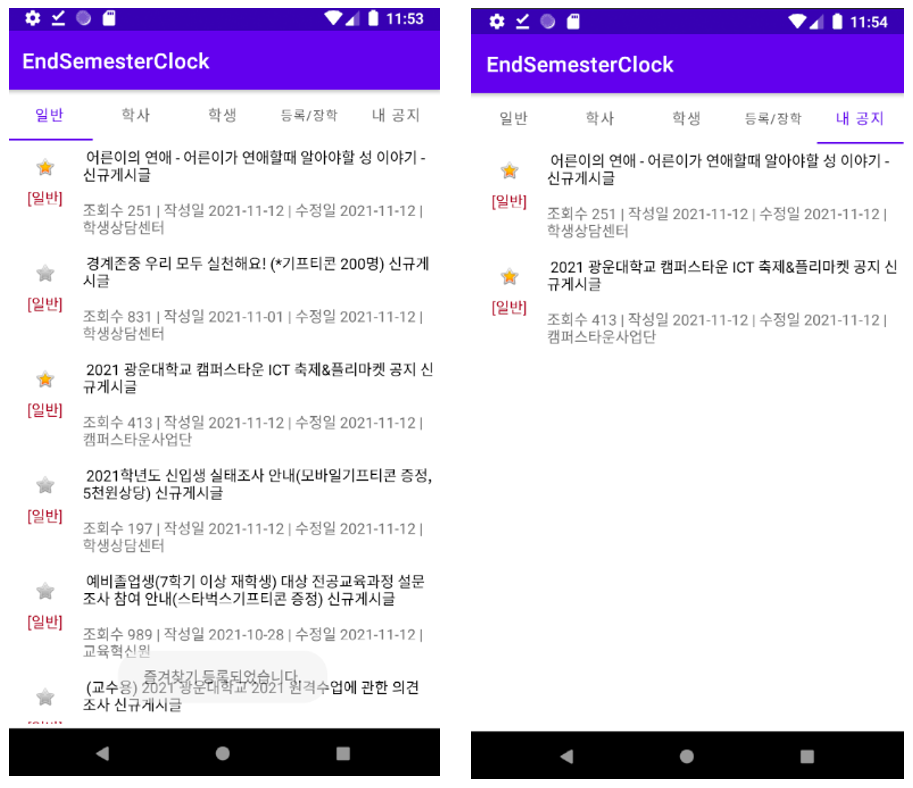 11:53
EndSemesterClock
일반 학사 학생 등록/장학 내 공지
어른이의 연애 - 어른이가 연애할때 알아야할 성 이야기 -
신규게시글
[일반]
조회수 251 | 작성일 2021-11-12 | 수정일 2021-11-12 |
학생상담센터
경계존중 우리 모두 실천해요! (*기프티콘 200명) 신규게
시글
[일반]
조회수 831 | 작성일 2021-11-01 | 수정일 2021-11-12 |
학생상담센터
2021 광운대학교 캠퍼스타운 ICT 축제&플리마켓 공지 신
규게시글
[일반]
조회수 413 | 작성일 2021-11-12 | 수정일 2021-11-12 |
캠퍼스타운사업단
2021학년도 신입생 실태조사 안내(모바일기프티콘 증정,
5천원상당) 신규게시글
[일반]
조회수 197 | 작성일 2021-11-12 | 수정일 2021-11-12 |
학생상담센터
예비졸업생(7학기 이상 재학생) 대상 전공교육과정 설문
조사 참여 안내(스타벅스기프티콘 증정) 신규게시글
[일반]
조회수 989 | 작성일 2021-10-28 | 수정일 2021-11-12 |
교육혁신원
즐겨찾기 등록되었습니다.
(교수용) 2021 광운대학교 2021 원격수업에 관한 의견
조사 신규게시글
11:54
EndSemesterClock
일반 학사 학생 등록/장학 내 공지
어른이의 연애 - 어른이가 연애할때 알아야할 성 이야기 -
신규게시글
[일반]
조회수 251 | 작성일 2021-11-12 | 수정일 2021-11-12 |
학생상담센터
2021 광운대학교 캠퍼스타운 ICT 축제&플리마켓 공지 신
규게시글
[일반]
조회수 413 | 작성일 2021-11-12 | 수정일 2021-11-12 |
캠퍼스타운사업단